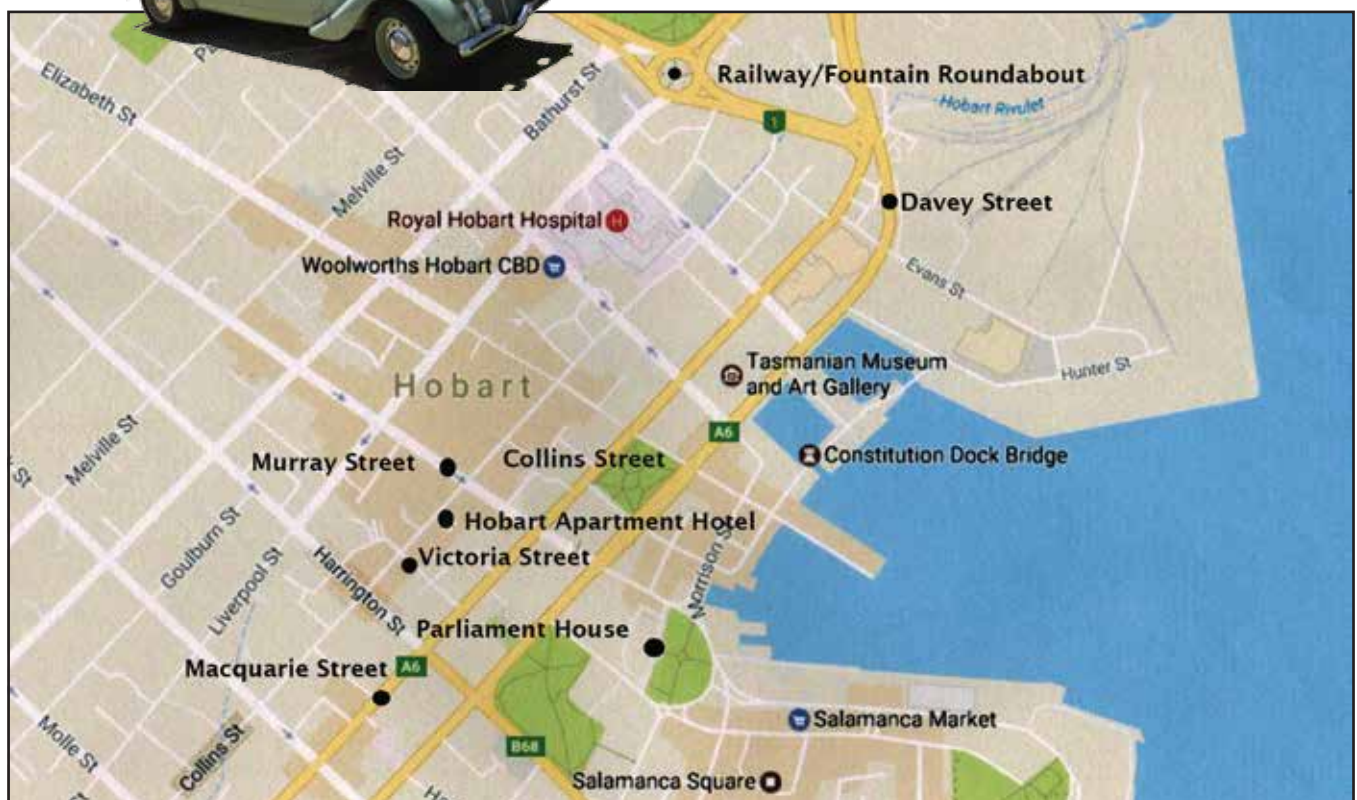 Elizabeth St
Bathurst St
Railway/Fountain Roundabout
Hobart Rivulet
1
Melville St
Royal Hobart Hospital H
Davey Street
Woolworths Hobart CBD
Evans St
Tasmanian Museum
and Art Gallery
Hunter St
Hobart
A6
Melville St
Murray Street
Collins Street
Constitution Dock Bridge
St
Hobart Apartment Hotel
Goulburn St
Victoria Street
Liverpool St
Harrington St
Morrison St
Parliament House
Macquarie Street A6
Salamanca Market
Molle St
Collins St
B68
Salamanca Square